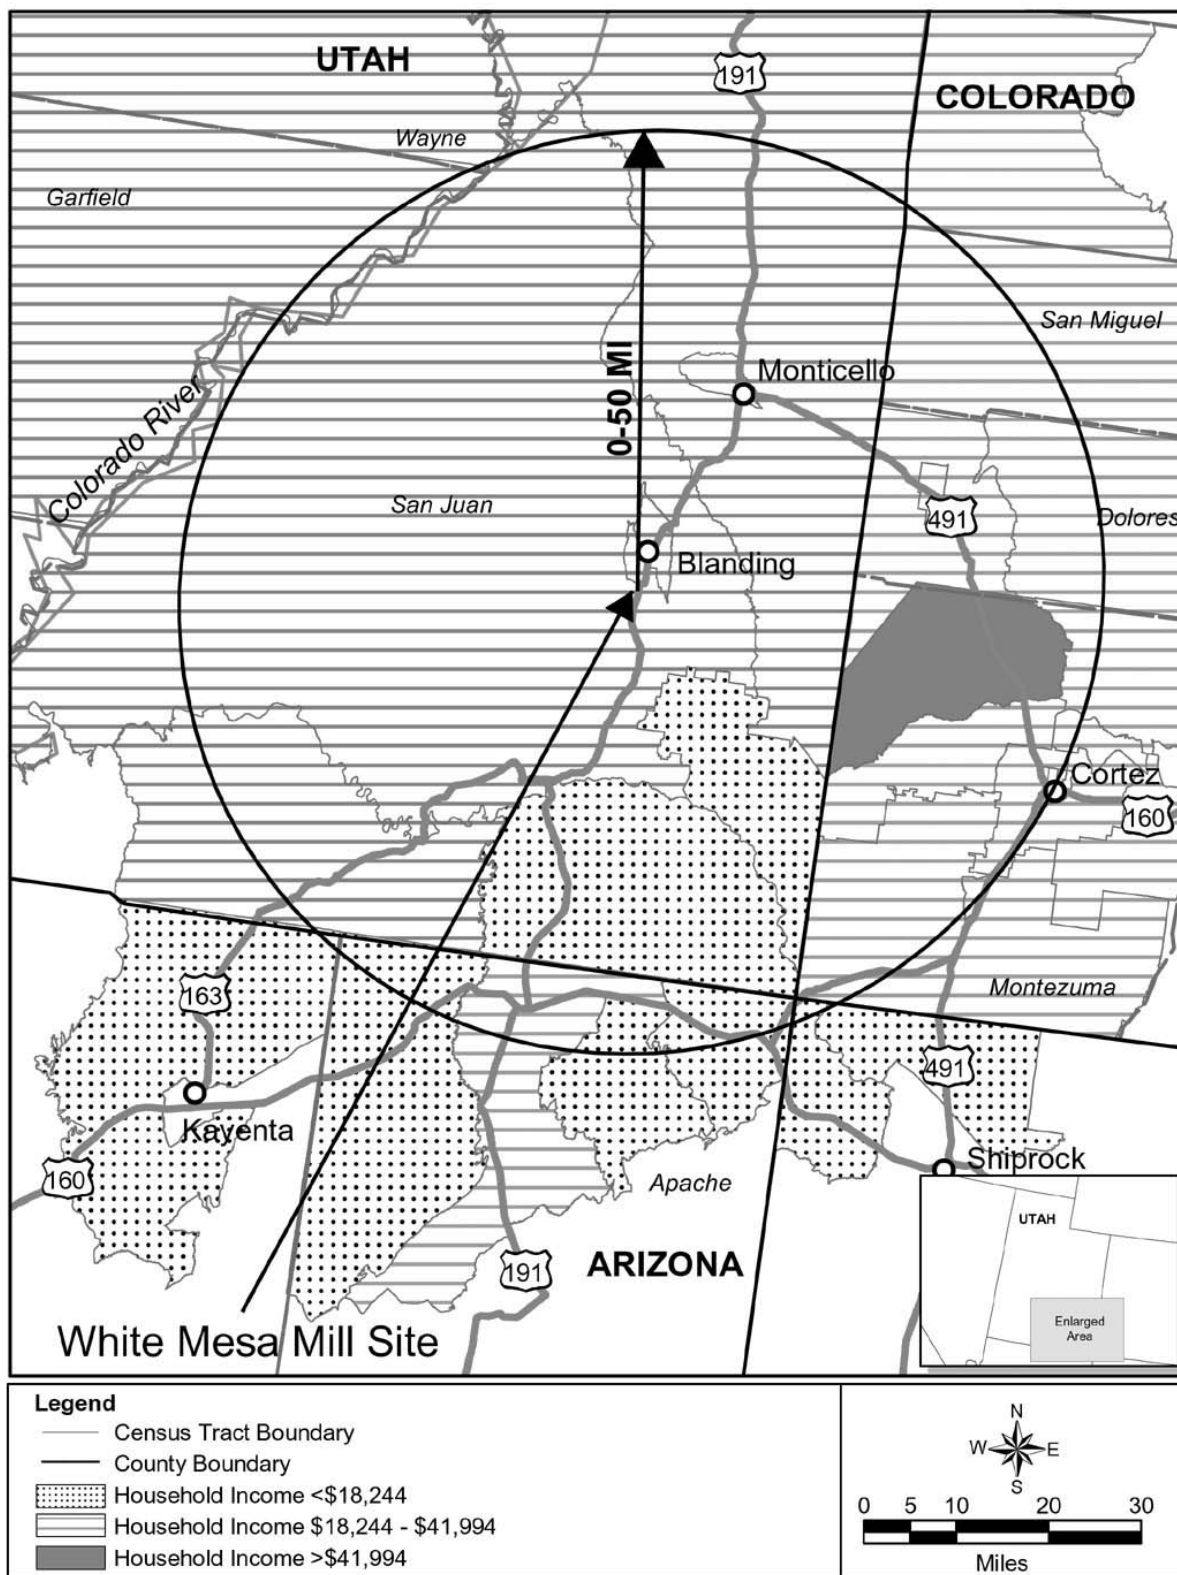 UTAH
191
COLORADO
Wayne
Garfield
San Miguel
0-50 MI
Monticello
Colorado River
San Juan
491
Dolores
Blanding
Cortez
160
163
Montezuma
491
Kayenta
160
Shiprock
Apache
191
ARIZONA
White Mesa Mill Site
UTAH
Enlarged
Area
Legend
Census Tract Boundary
County Boundary
Household Income <$18,244
Household Income $18,244 - $41,994
Household Income >$41,994
N
W E
S
0 5 10 20 30
Miles